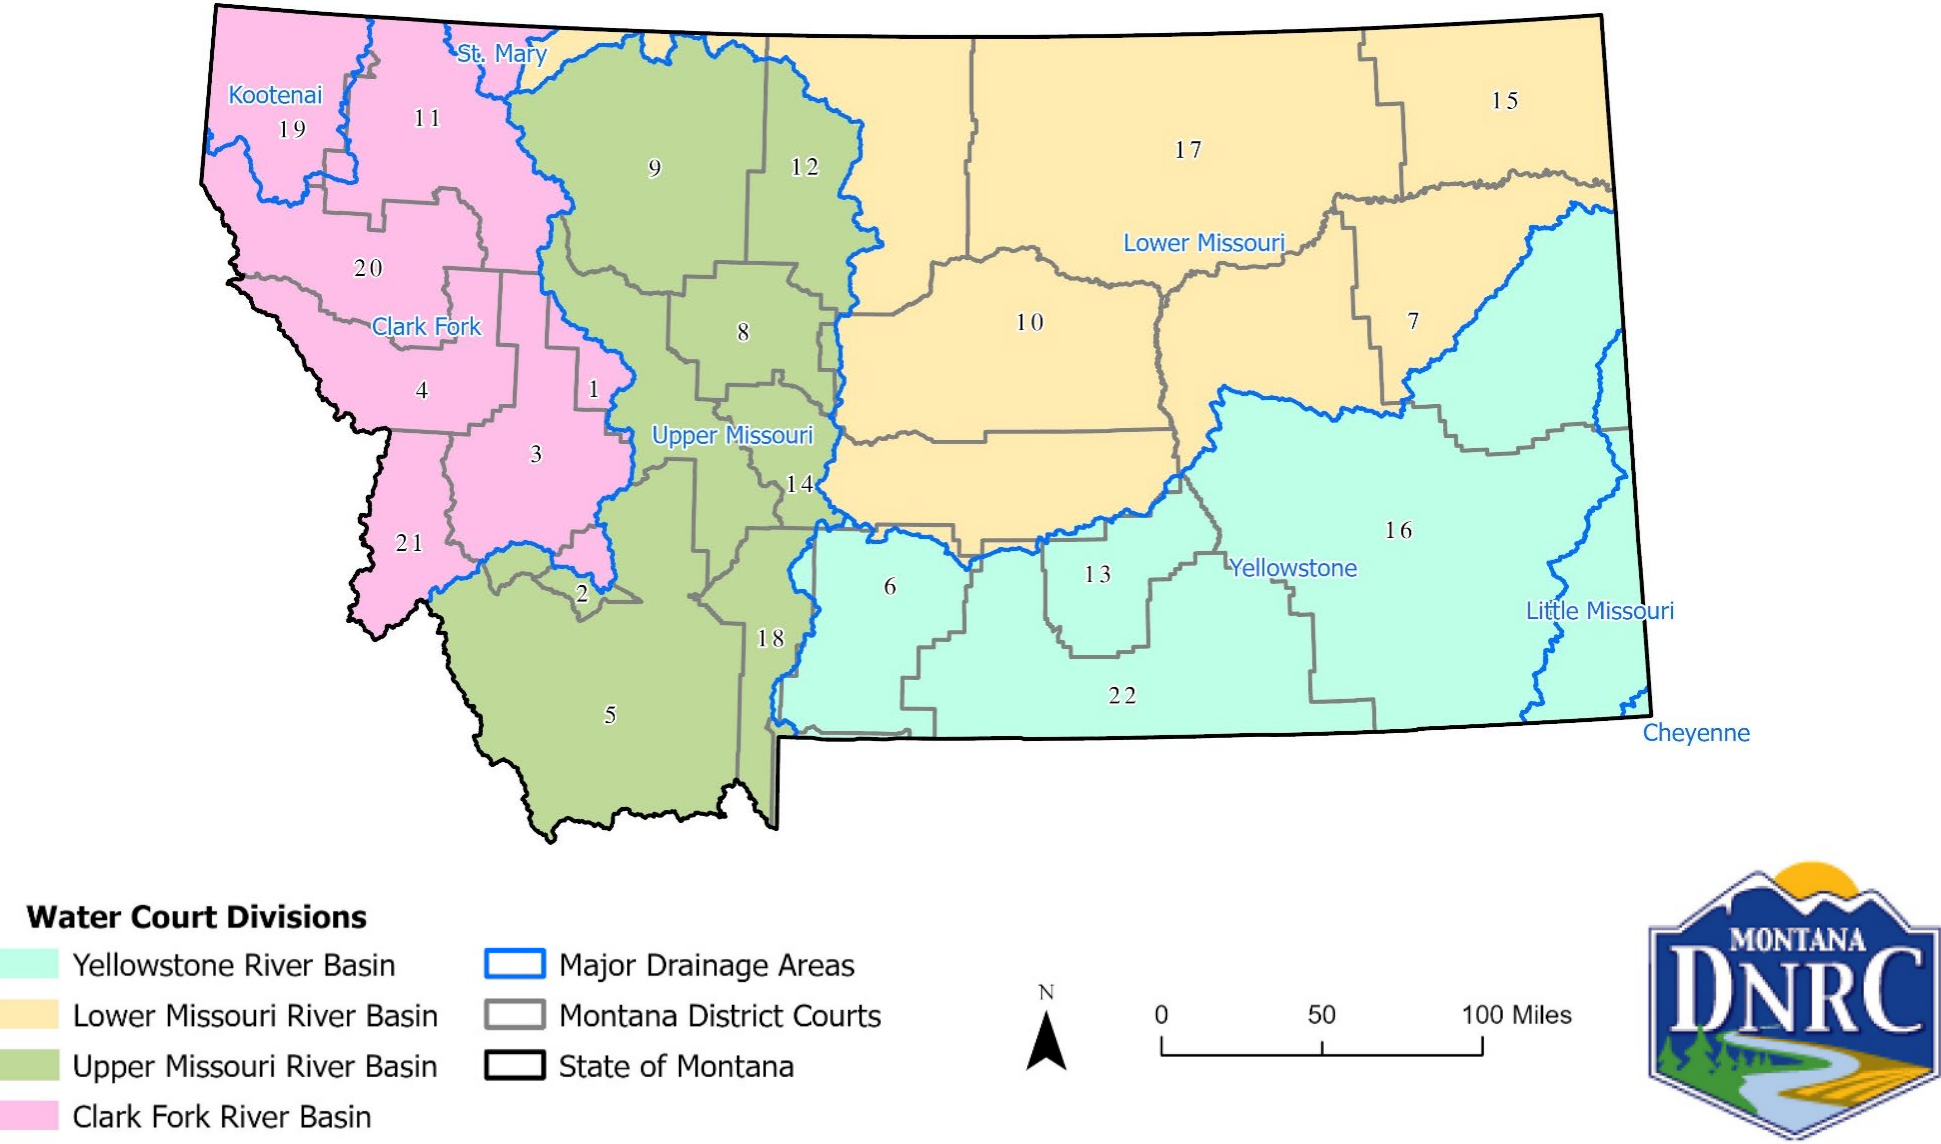 St. Mary
Kootenai
19
11
9
12
17
15
20
Lower Missouri
Clark Fork
8
10
7
4
1
3
Upper Missouri
14
21
2
6
13
16
Yellowstone
Little Missouri
18
22
5
Cheyenne
Water Court Divisions
Yellowstone River Basin
Lower Missouri River Basin
Upper Missouri River Basin
Clark Fork River Basin
Major Drainage Areas
Montana District Courts
State of Montana
N
0 50 100 Miles
MONTANA
DNRC